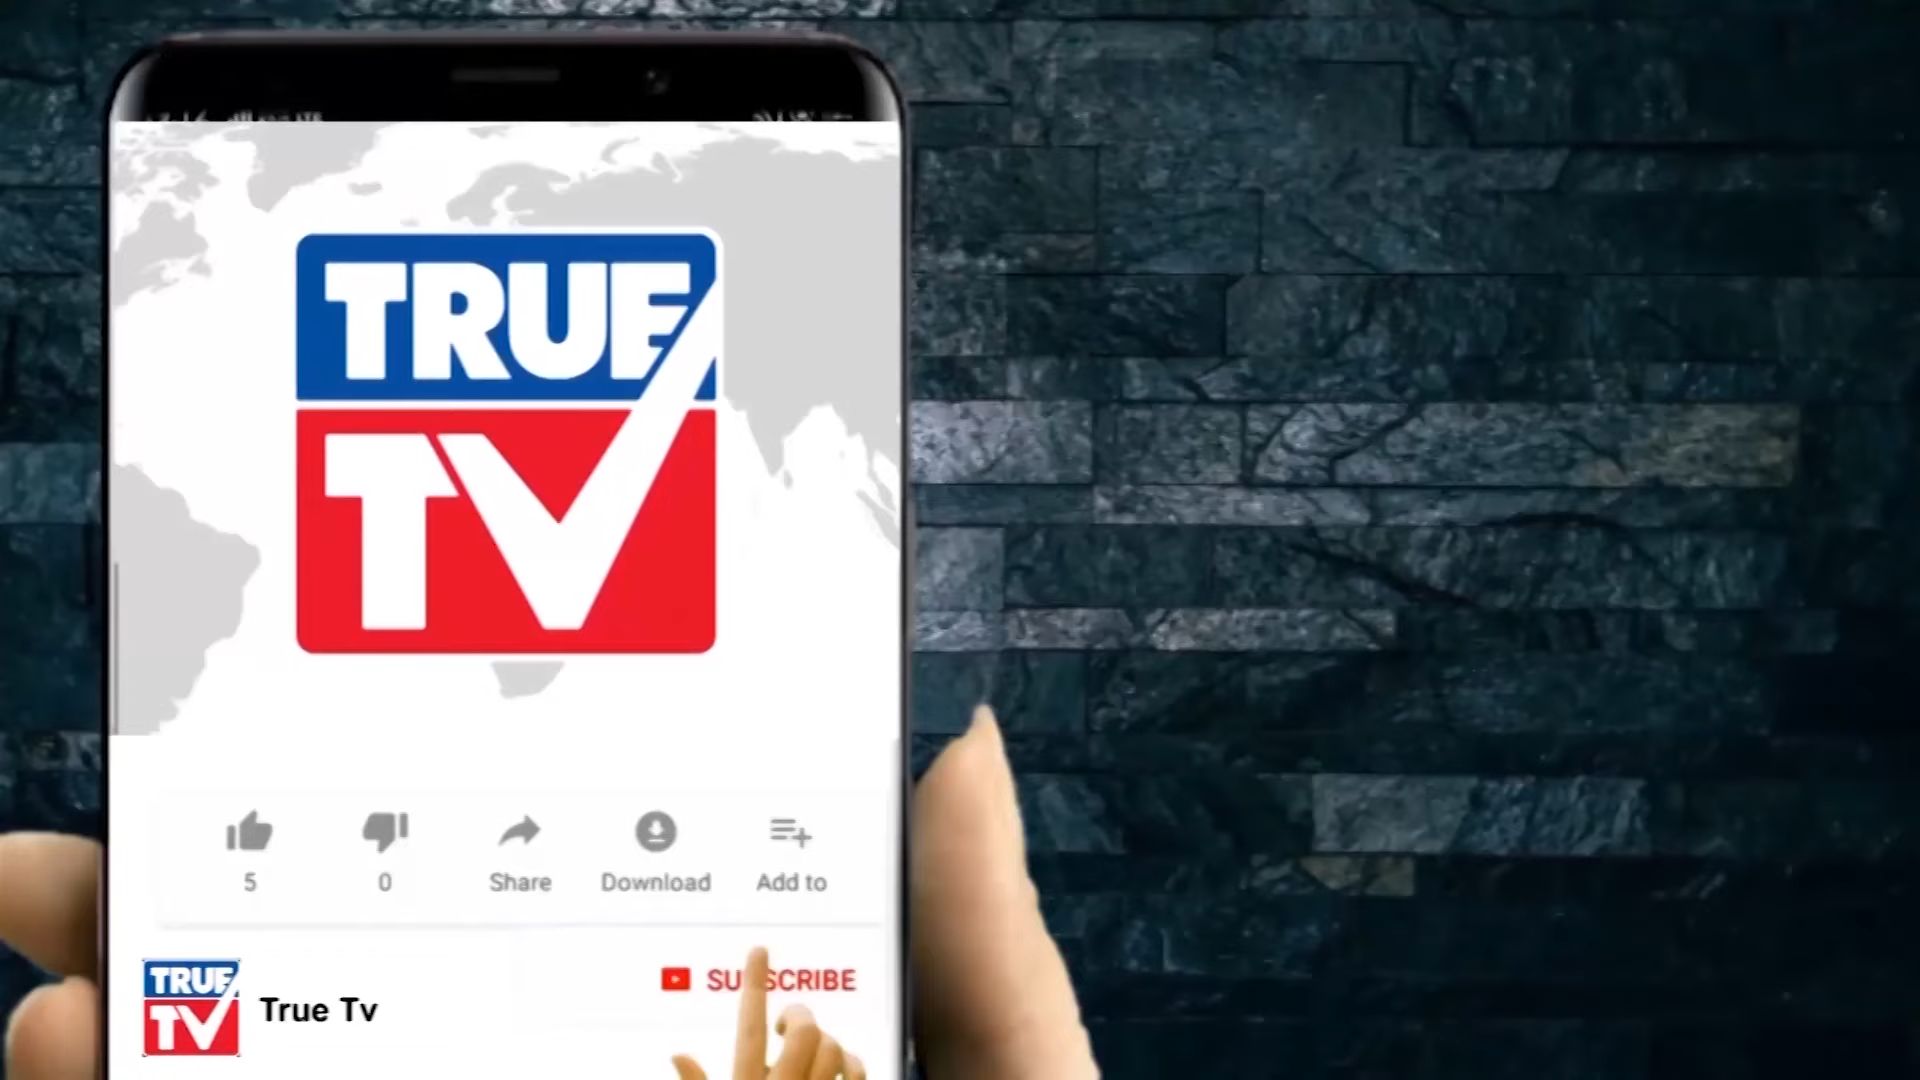 TRUE
TV
5
0
Share
Download
Add to
TRUE
TV
True Tv
SUBSCRIBE